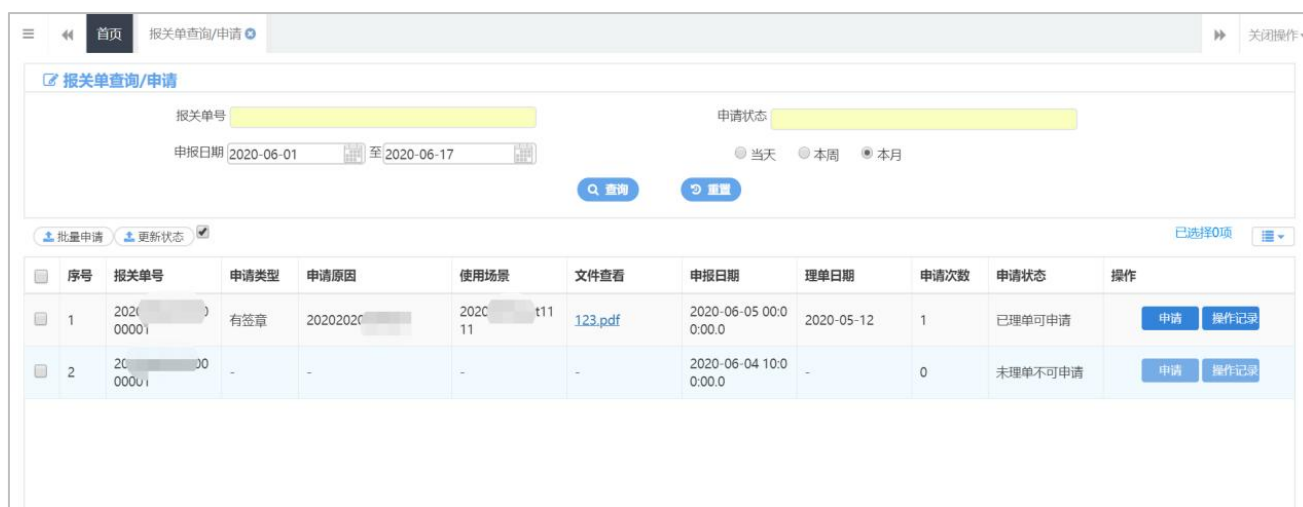 首页 报关单查询/申请 关闭操作
报关单查询/申请
报关单号 申请状态
申报日期 2020-06-01 至 2020-06-17 当天 本周 本月
查询 重置
批量申请 更新状态 已选择0项
序号 报关单号 申请类型 申请原因 使用场景 文件查看 申报日期 理单日期 申请次数 申请状态 操作
1 有签章 123.pdf 2020-06-05 00:0 2020-05-12 1 已理单可申请 申请 操作记录
00001 11 0:00.0
2 - - - - 2020-06-04 10:0 - 0 未理单不可申请 申请 操作记录
0:00.0